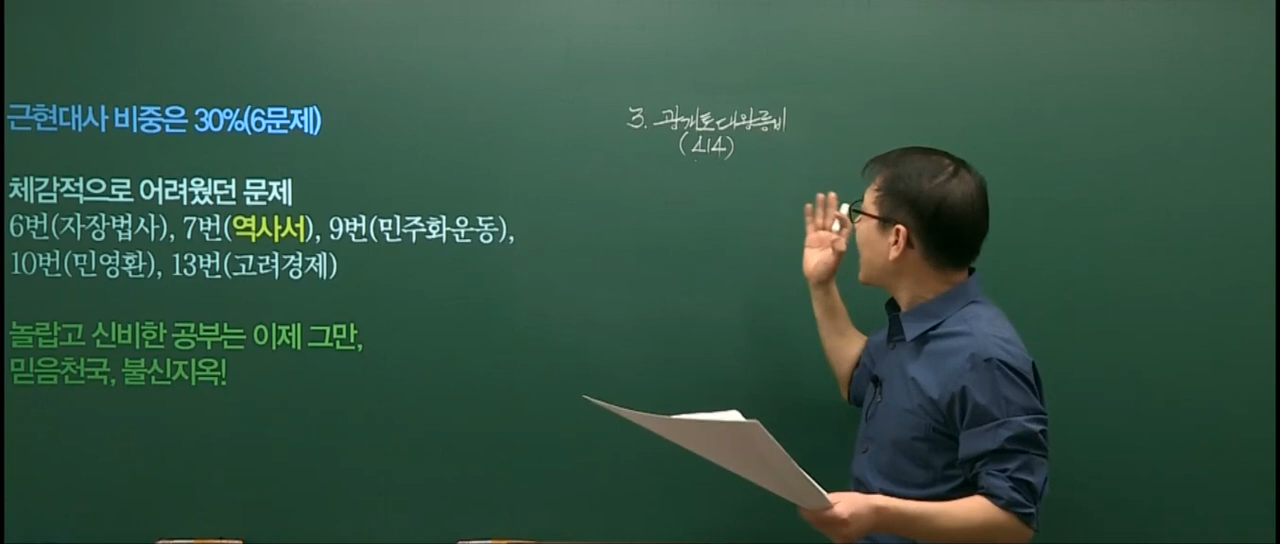 근현대사 비중은 30%(6문제)
체감적으로 어려웠던 문제
6번(자장법사), 7번(역사서), 9번(민주화운동),
10번(민영환), 13번(고려경제)
놀랍고 신비한 공부는 이제 그만,
믿음천국, 불신지옥!
3. 광개토대왕릉비
(414)